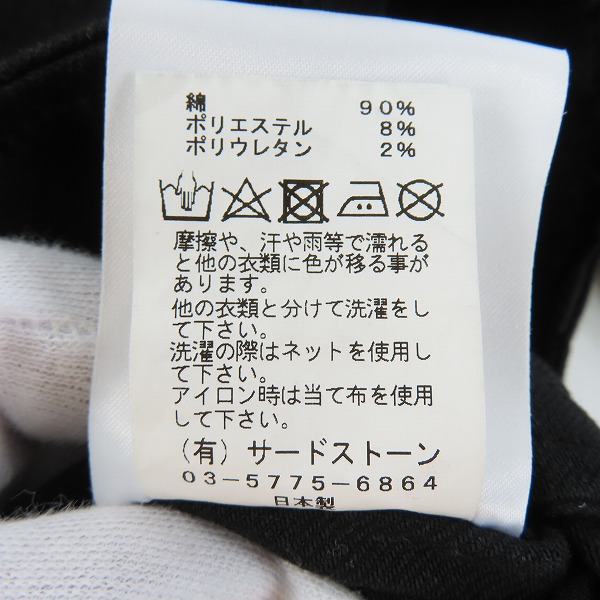 綿 90%
ポリエステル 8%
ポリウレタン 2%
摩擦や、汗や雨等で濡れる
と他の衣類に色が移る事が
あります。
他の衣類と分けて洗濯をし
て下さい。
洗濯の際はネットを使用し
て下さい。
アイロン時は当て布を使用
して下さい。
(有)サードストーン
03-5775-6864
日本製